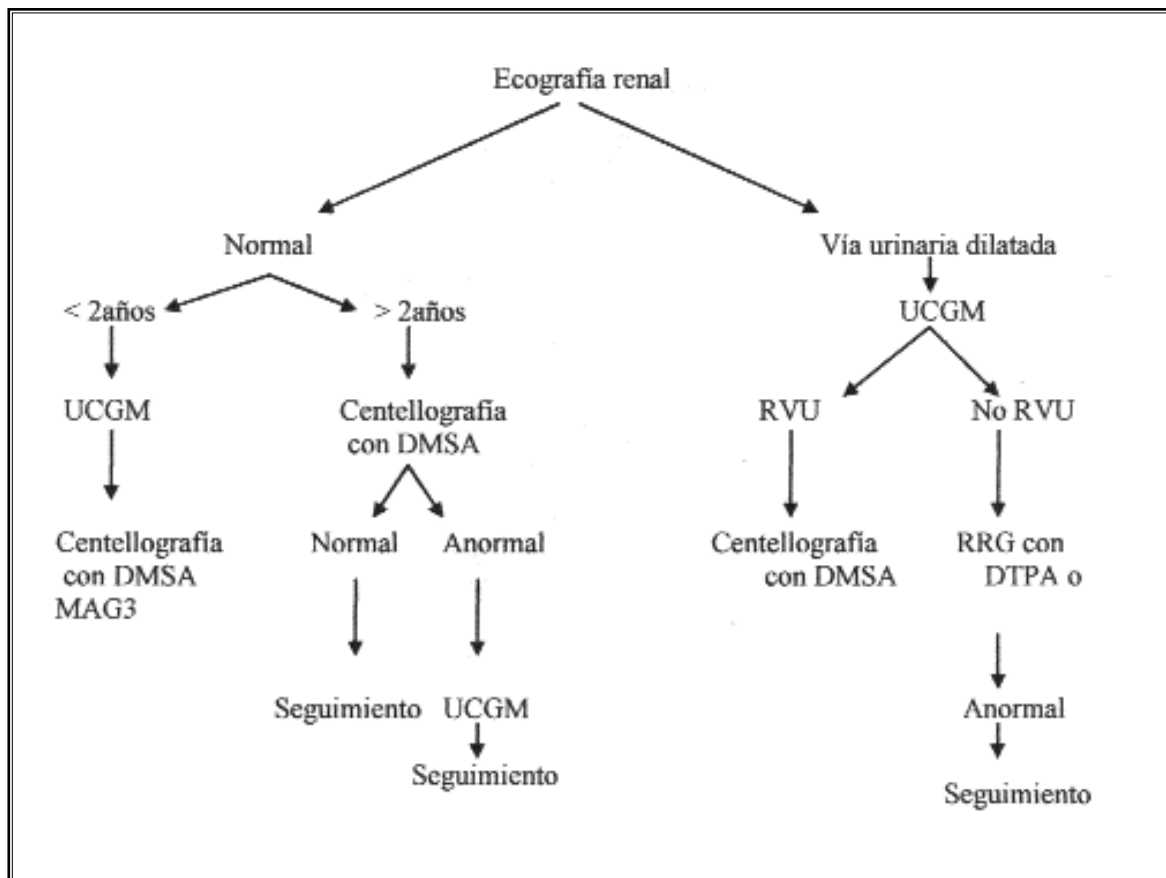 Ecografía renal
Normal
Vía urinaria dilatada
< 2años
> 2años
UCGM
UCGM
Centellografía
con DMSA
RVU
No RVU
Centellografía
con DMSA
MAG3
Normal
Anormal
Centellografía
con DMSA
RRG con
DTPA o
Seguimiento
UCGM
Anormal
Seguimiento
Seguimiento